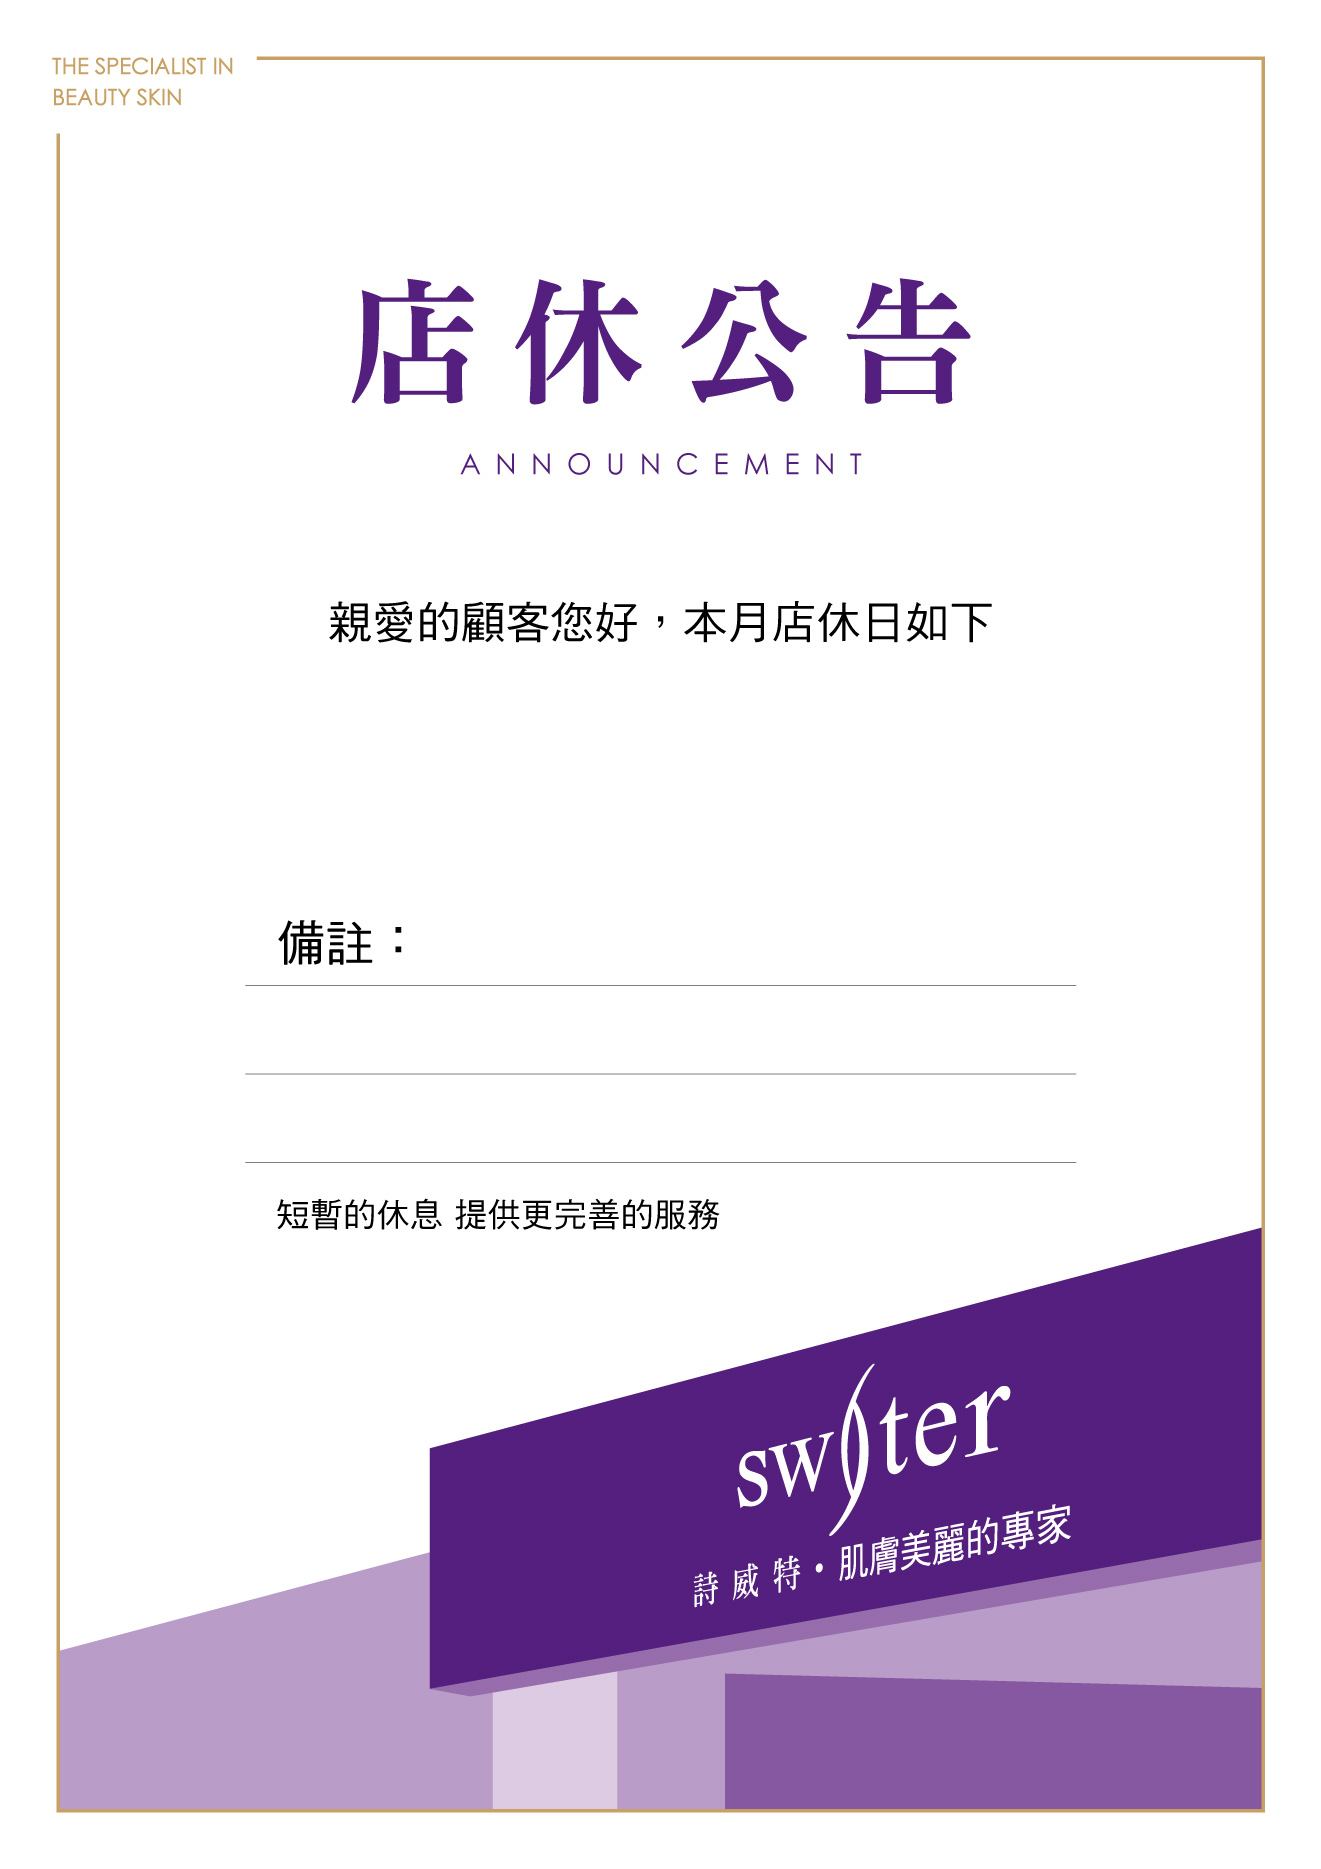 THE SPECIALIST IN
BEAUTY SKIN
店休公告
ANNOUNCEMENT
親愛的顧客您好，本月店休日如下
備註：
短暫的休息 提供更完善的服務
switer
詩威特・肌膚美麗的專家